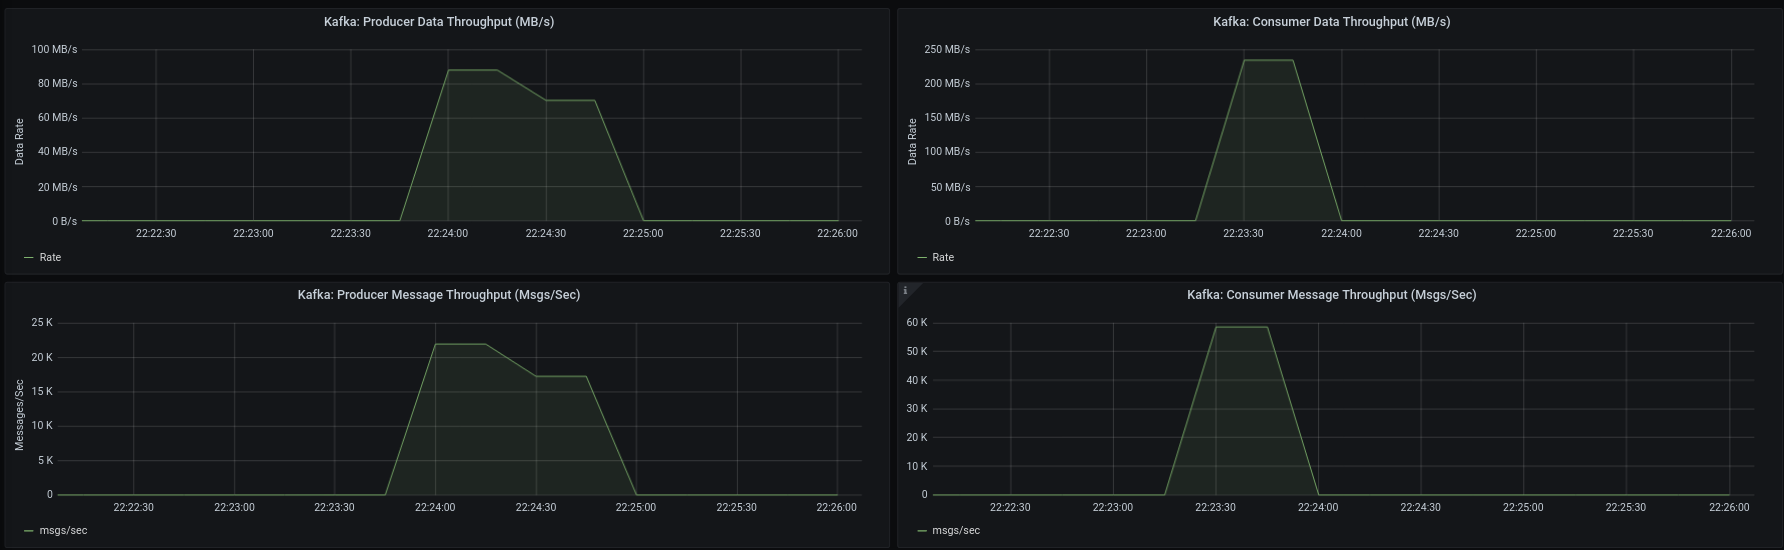 Kafka: Producer Data Throughput (MB/s)
100 MB/s
80 MB/s
60 MB/s
40 MB/s
20 MB/s
0 B/s
Data Rate
22:22:30 22:23:00 22:23:30 22:24:00 22:24:30 22:25:00 22:25:30 22:26:00
Rate
Kafka: Consumer Data Throughput (MB/s)
250 MB/s
200 MB/s
150 MB/s
100 MB/s
50 MB/s
0 B/s
Data Rate
22:22:30 22:23:00 22:23:30 22:24:00 22:24:30 22:25:00 22:25:30 22:26:00
Rate
Kafka: Producer Message Throughput (Msgs/Sec)
25 K
20 K
15 K
10 K
5 K
0
Messages/Sec
22:22:30 22:23:00 22:23:30 22:24:00 22:24:30 22:25:00 22:25:30 22:26:00
msgs/sec
i
Kafka: Consumer Message Throughput (Msgs/Sec)
60 K
50 K
40 K
30 K
20 K
10 K
0
22:22:30 22:23:00 22:23:30 22:24:00 22:24:30 22:25:00 22:25:30 22:26:00
msgs/sec